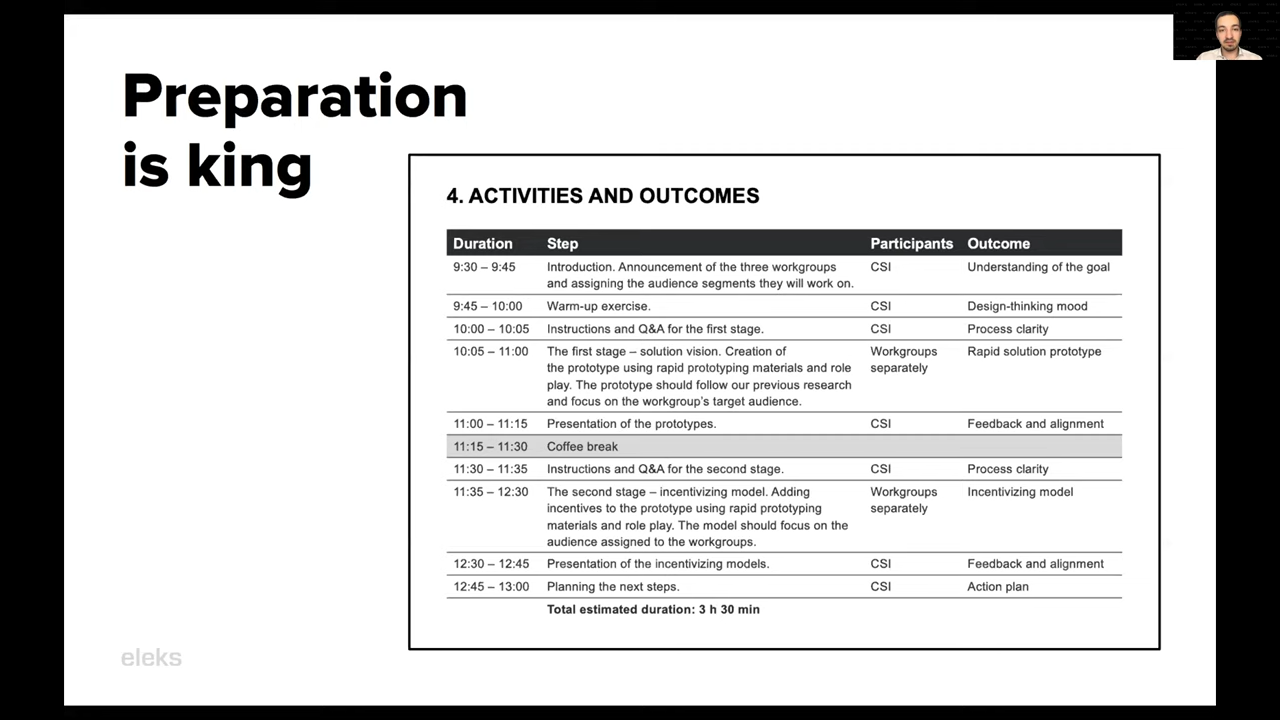 Preparation
is king
4. ACTIVITIES AND OUTCOMES
Duration Step Participants Outcome
9:30 – 9:45 Introduction. Announcement of the three workgroups CSI Understanding of the goal
and assigning the audience segments they will work on.
9:45 – 10:00 Warm-up exercise. CSI Design-thinking mood
10:00 – 10:05 Instructions and Q&A for the first stage. CSI Process clarity
10:05 – 11:00 The first stage – solution vision. Creation of Workgroups Rapid solution prototype
the prototype using rapid prototyping materials and role separately
play. The prototype should follow our previous research
and focus on the workgroup's target audience.
11:00 – 11:15 Presentation of the prototypes. CSI Feedback and alignment
11:15 – 11:30 Coffee break
11:30 – 11:35 Instructions and Q&A for the second stage. CSI Process clarity
11:35 – 12:30 The second stage – incentivizing model. Adding Workgroups Incentivizing model
incentives to the prototype using rapid prototyping separately
materials and role play. The model should focus on the
audience assigned to the workgroups.
12:30 – 12:45 Presentation of the incentivizing models. CSI Feedback and alignment
12:45 – 13:00 Planning the next steps. CSI Action plan
Total estimated duration: 3 h 30 min
eleks